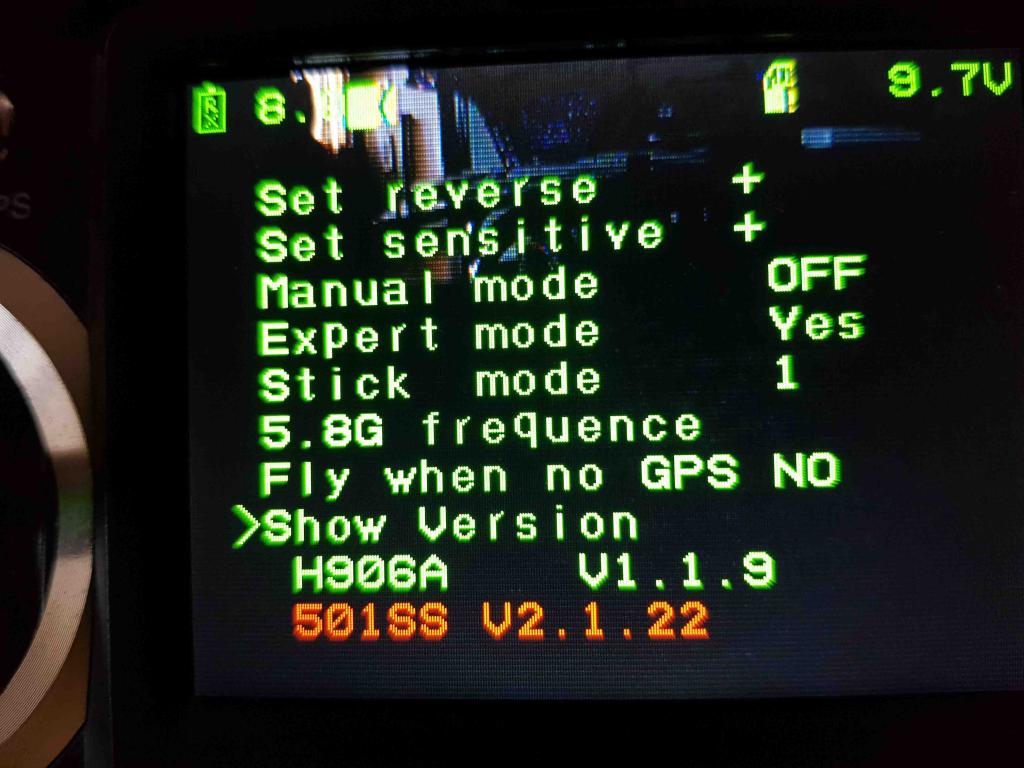 9.7V
Set reverse +
Set sensitive +
Manual mode OFF
Expert mode Yes
Stick mode 1
5.8G frequence
Fly when no GPS NO
>Show Version
H906A V1.1.9
501SS V2.1.22